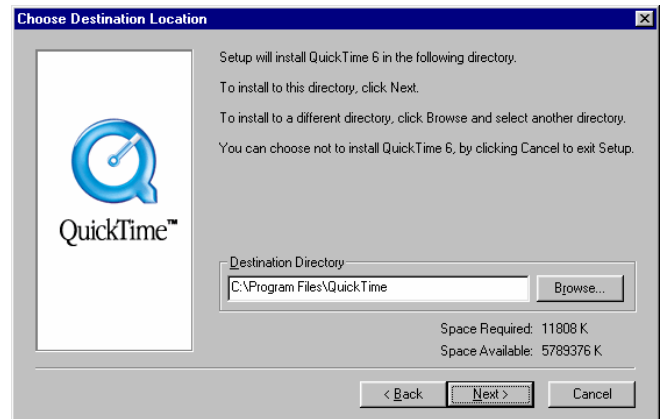 Choose Destination Location
Setup will install QuickTime 6 in the following directory.
To install to this directory, click Next.
To install to a different directory, click Browse and select another directory.
You can choose not to install QuickTime 6, by clicking Cancel to exit Setup.
QuickTime™
Destination Directory
C:\Program Files\QuickTime
Browse...
Space Required: 11808 K
Space Available: 5789376 K
< Back
Next >
Cancel